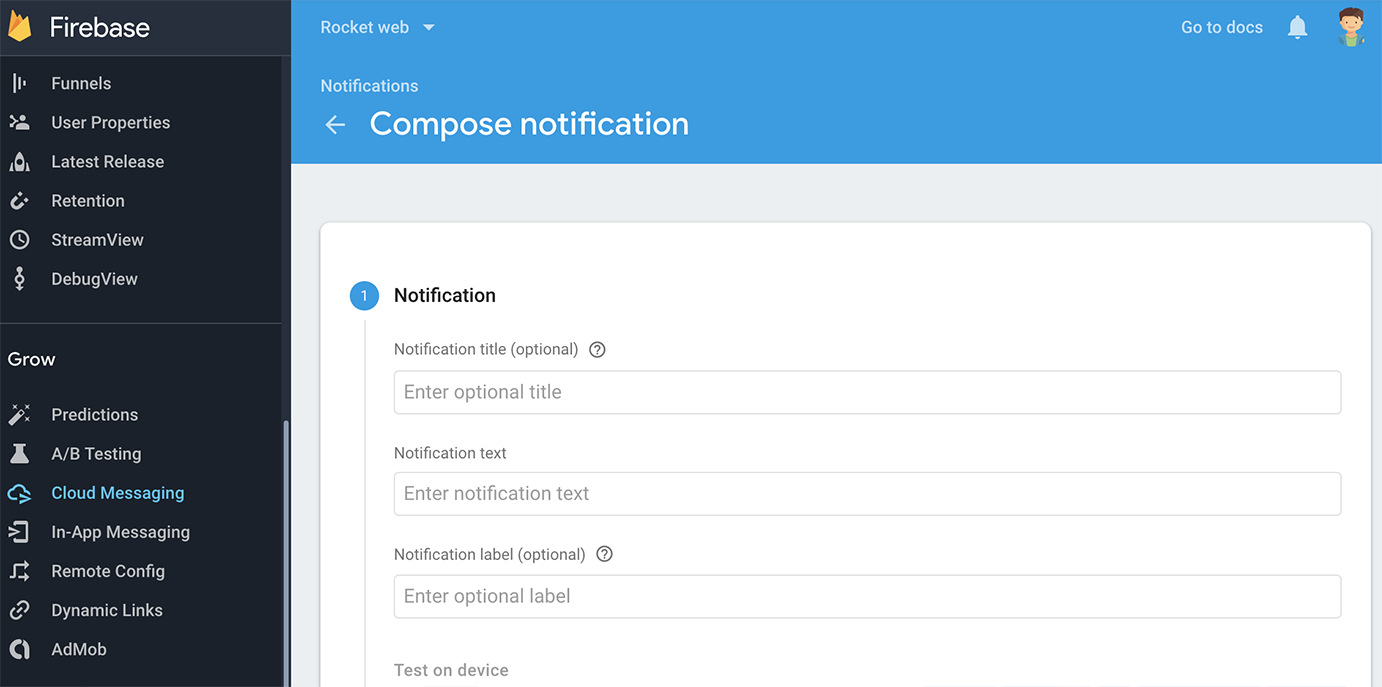 Firebase
Funnels
User Properties
Latest Release
Retention
StreamView
DebugView
Grow
Predictions
A/B Testing
Cloud Messaging
In-App Messaging
Remote Config
Dynamic Links
AdMob
Rocket web
Go to docs
Notifications
Compose notification
1 Notification
Notification title (optional) ?
Enter optional title
Notification text
Enter notification text
Notification label (optional) ?
Enter optional label
Test on device